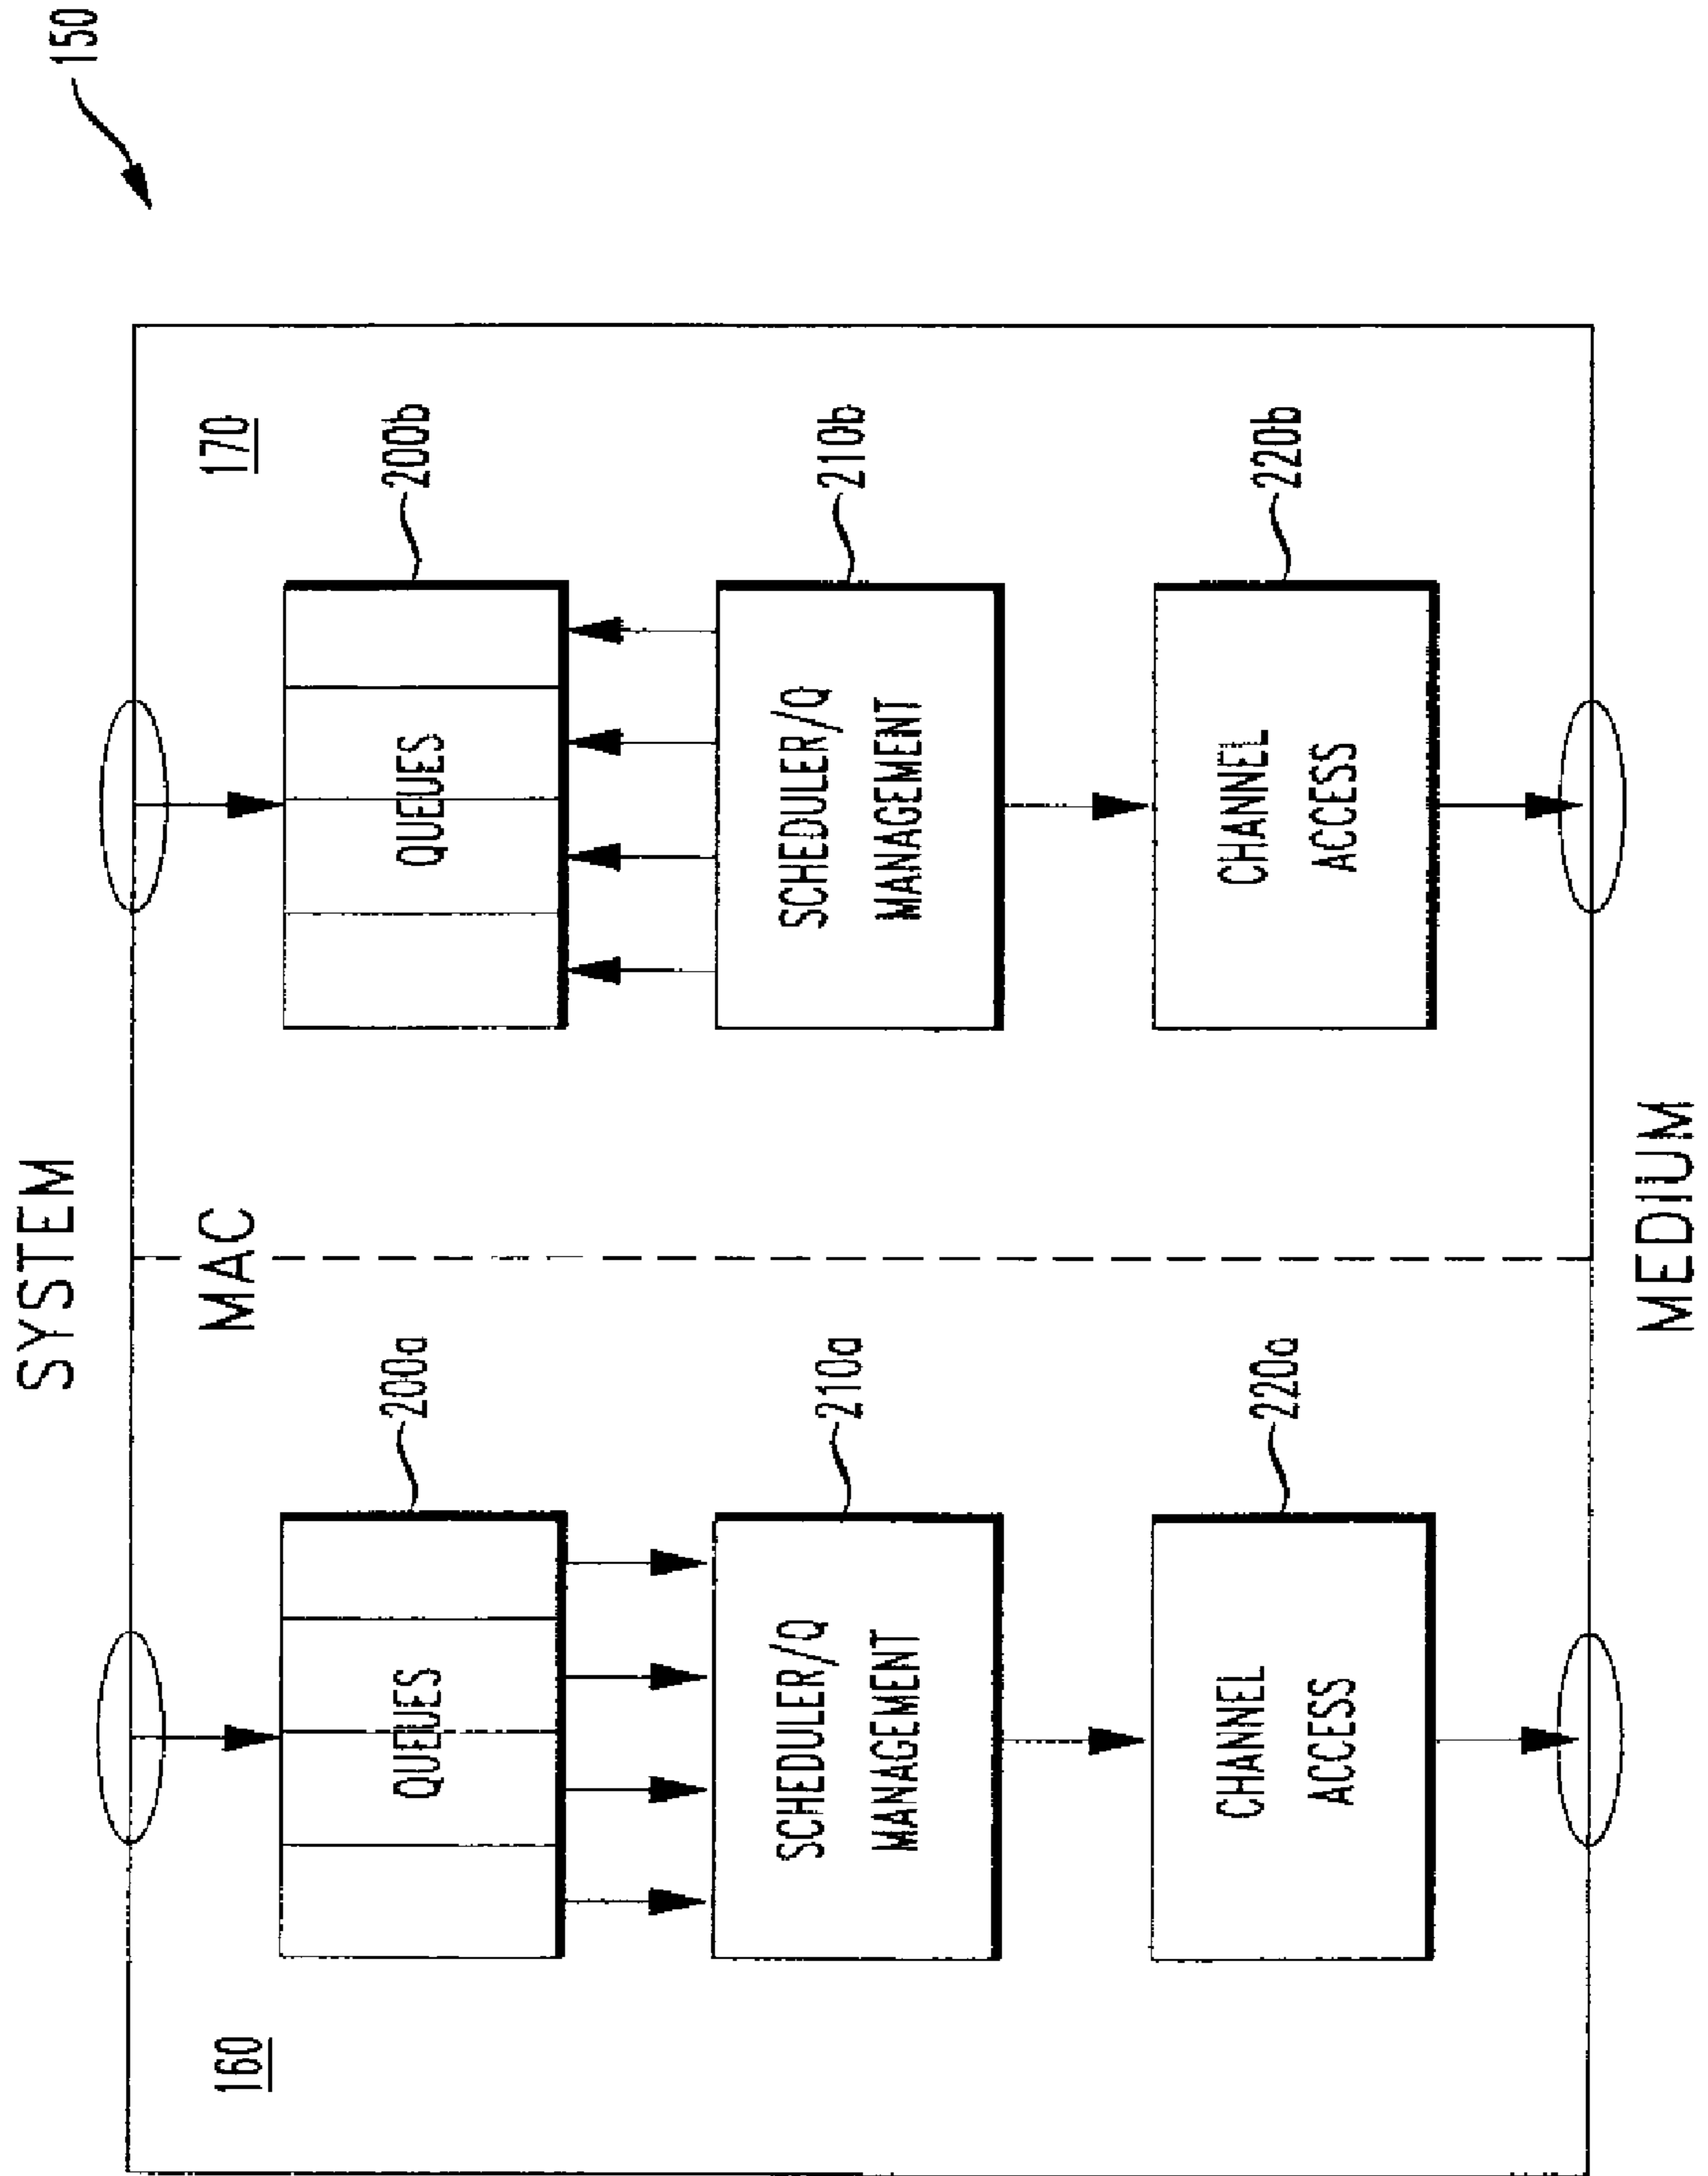 150
SYSTEM
MAC
160
170
QUEUES
200a
SCHEDULER/Q
MANAGEMENT
210a
CHANNEL
ACCESS
220a
QUEUES
200b
SCHEDULER/Q
MANAGEMENT
210b
CHANNEL
ACCESS
220b
MEDIUM